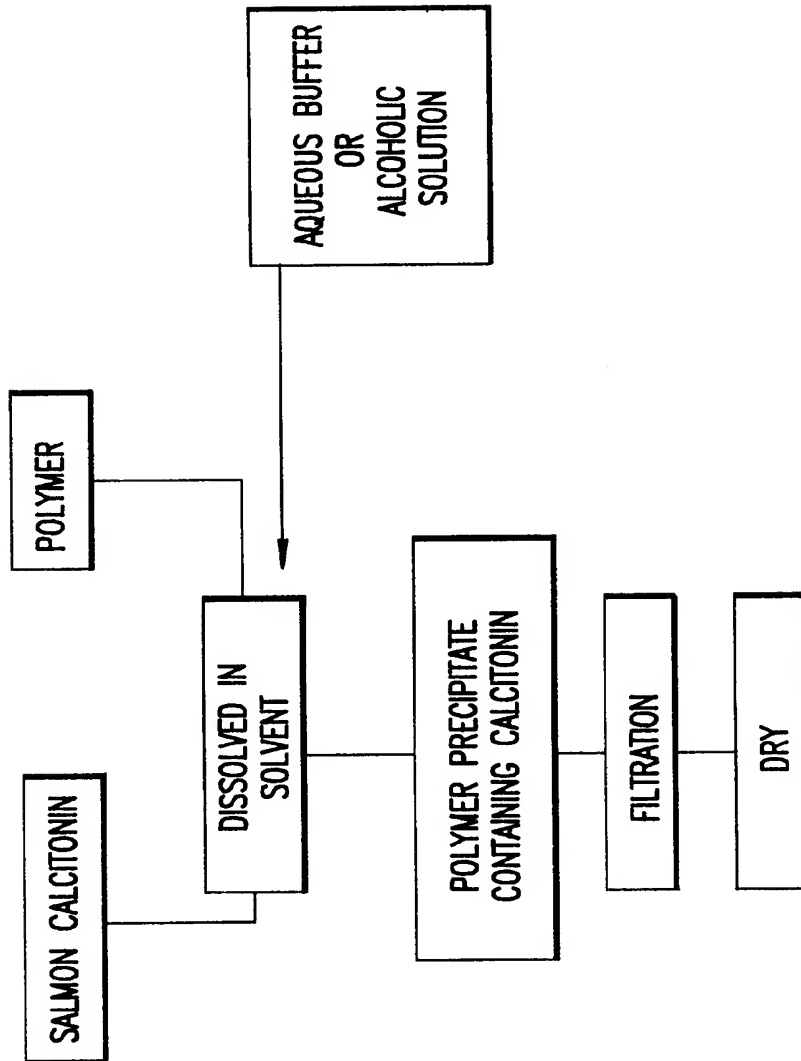 SALMON CALCITONIN
POLYMER
DISSOLVED IN
SOLVENT
AQUEOUS BUFFER
OR
ALCOHOLIC
SOLUTION
POLYMER PRECIPITATE
CONTAINING CALCITONIN
FILTRATION
DRY